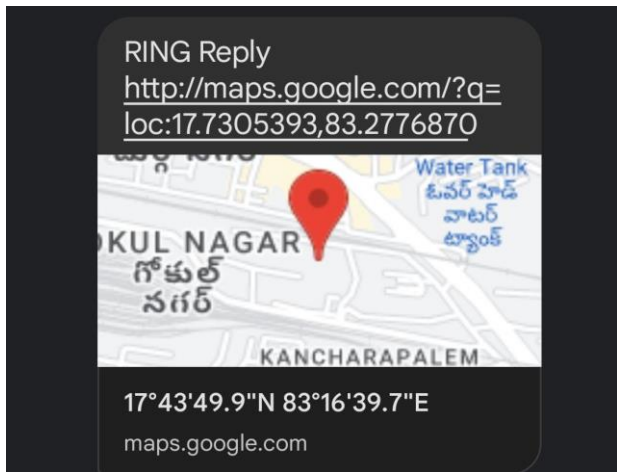 RING Reply
http://maps.google.com/?q=
loc:17.7305393,83.2776870
Water Tank
ఓవర్ హెడ్
వాటర్
ట్యాంక్
OKUL NAGAR
గోకుల్
నగర్
KANCHARAPALEM
17°43'49.9"N 83°16'39.7"E
maps.google.com